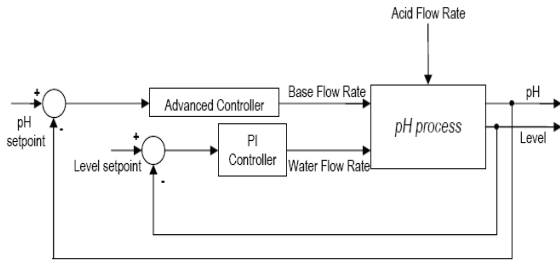 Acid Flow Rate
+
pH
setpoint
-
Advanced Controller
Base Flow Rate
pH process
pH
Level
+
Level setpoint
-
PI
Controller
Water Flow Rate